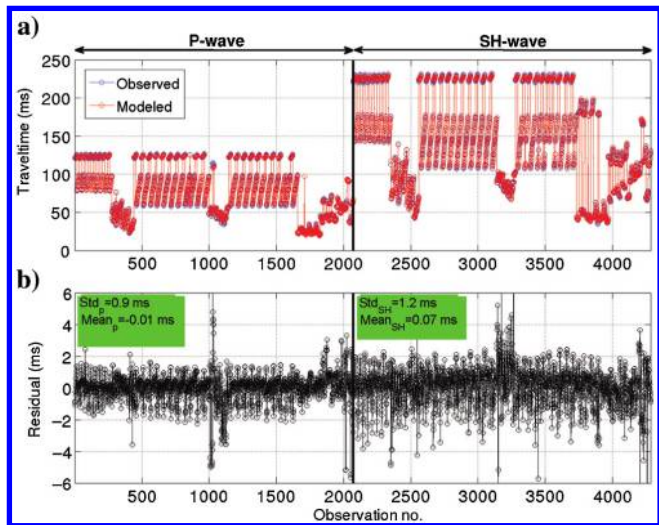 a)
P-wave
SH-wave
250
200
150
100
50
0
Traveltime (ms)
Observed
Modeled
500
1000
1500
2000
2500
3000
3500
4000
b)
6
4
2
0
−2
−4
−6
Residual (ms)
Std_p=0.9 ms
Mean_p=-0.01 ms
Std_SH=1.2 ms
Mean_SH=0.07 ms
500
1000
1500
2000
2500
3000
3500
4000
Observation no.